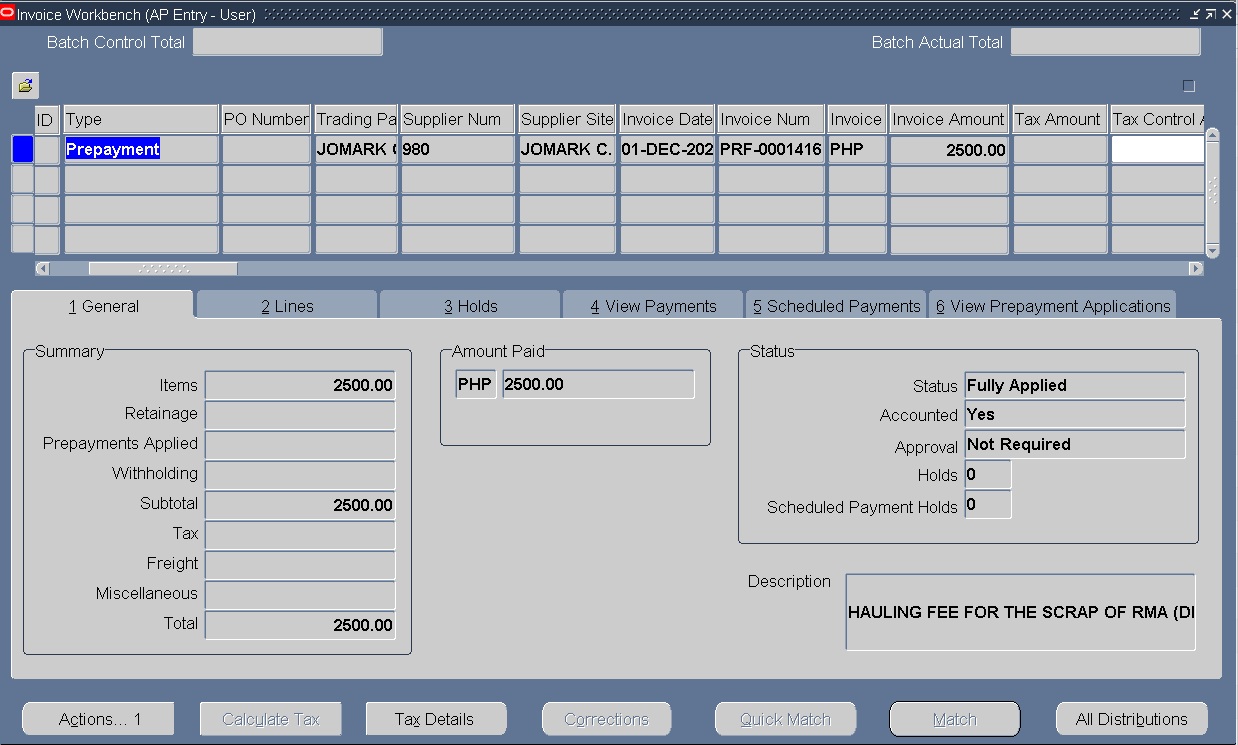 Invoice Workbench (AP Entry - User)
Batch Control Total
Batch Actual Total
ID Type PO Number Trading Pa Supplier Num Supplier Site Invoice Date Invoice Num Invoice Invoice Amount Tax Amount Tax Control A
Prepayment JOMARK C 980 JOMARK C. 01-DEC-202 PRF-0001416 PHP 2500.00
1 General 2 Lines 3 Holds 4 View Payments 5 Scheduled Payments 6 View Prepayment Applications
Summary
Items 2500.00
Retainage
Prepayments Applied
Withholding
Subtotal 2500.00
Tax
Freight
Miscellaneous
Total 2500.00
Amount Paid
PHP 2500.00
Status
Status Fully Applied
Accounted Yes
Approval Not Required
Holds 0
Scheduled Payment Holds 0
Description HAULING FEE FOR THE SCRAP OF RMA (DI
Actions... 1 Calculate Tax Tax Details Corrections Quick Match Match All Distributions